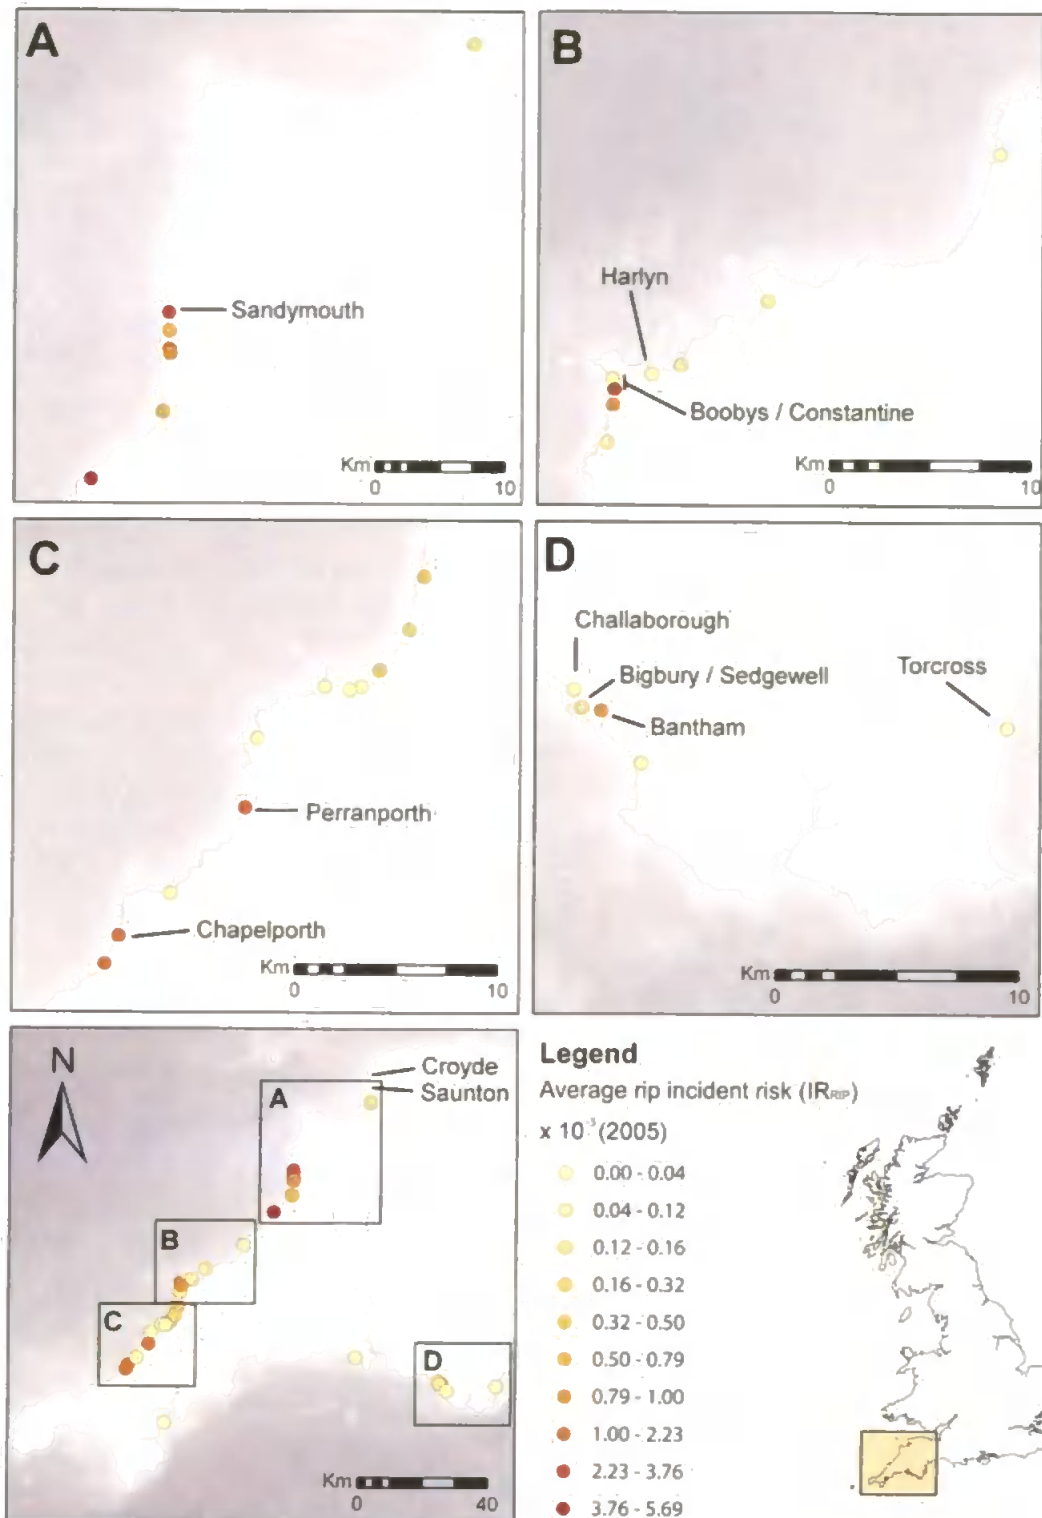 A
Sandymouth
Km
0 10
B
Harlyn
Boobys / Constantine
Km
0 10
C
Perranporth
Chapelporth
Km
0 10
D
Challaborough
Bigbury / Sedgewell
Bantham
Torcross
Km
0 10
N
Croyde
Saunton
A
B
C
D
Km
0 40
Legend
Average rip incident risk (IRRIP)
x 10-3 (2005)
0.00 - 0.04
0.04 - 0.12
0.12 - 0.16
0.16 - 0.32
0.32 - 0.50
0.50 - 0.79
0.79 - 1.00
1.00 - 2.23
2.23 - 3.76
3.76 - 5.69